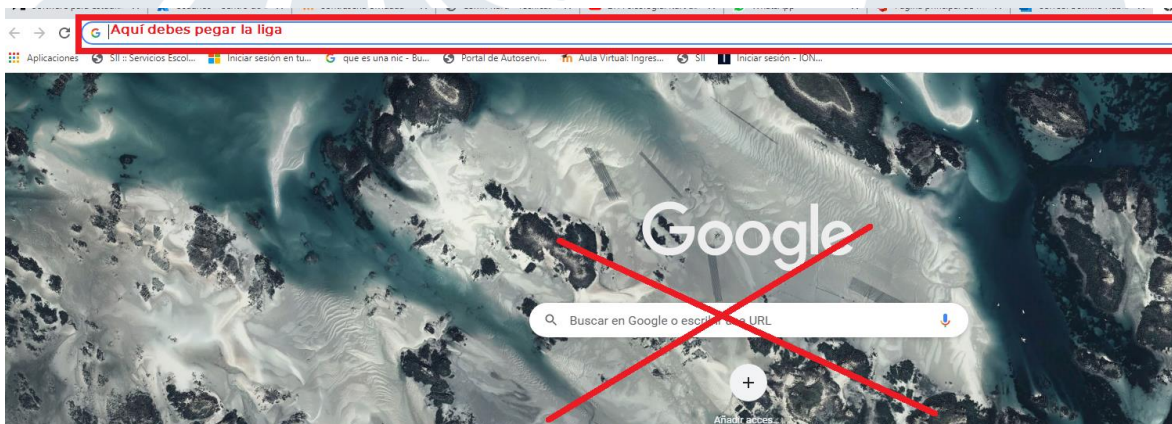 Aquí debes pegar la liga
Aplicaciones SII :: Servicios Escol... Iniciar sesión en tu... que es una nic - Bu... Portal de Autoservi... Aula Virtual: Ingres... SII Iniciar sesión - ION...
Google
Buscar en Google o escribir una URL
Añadir acces...